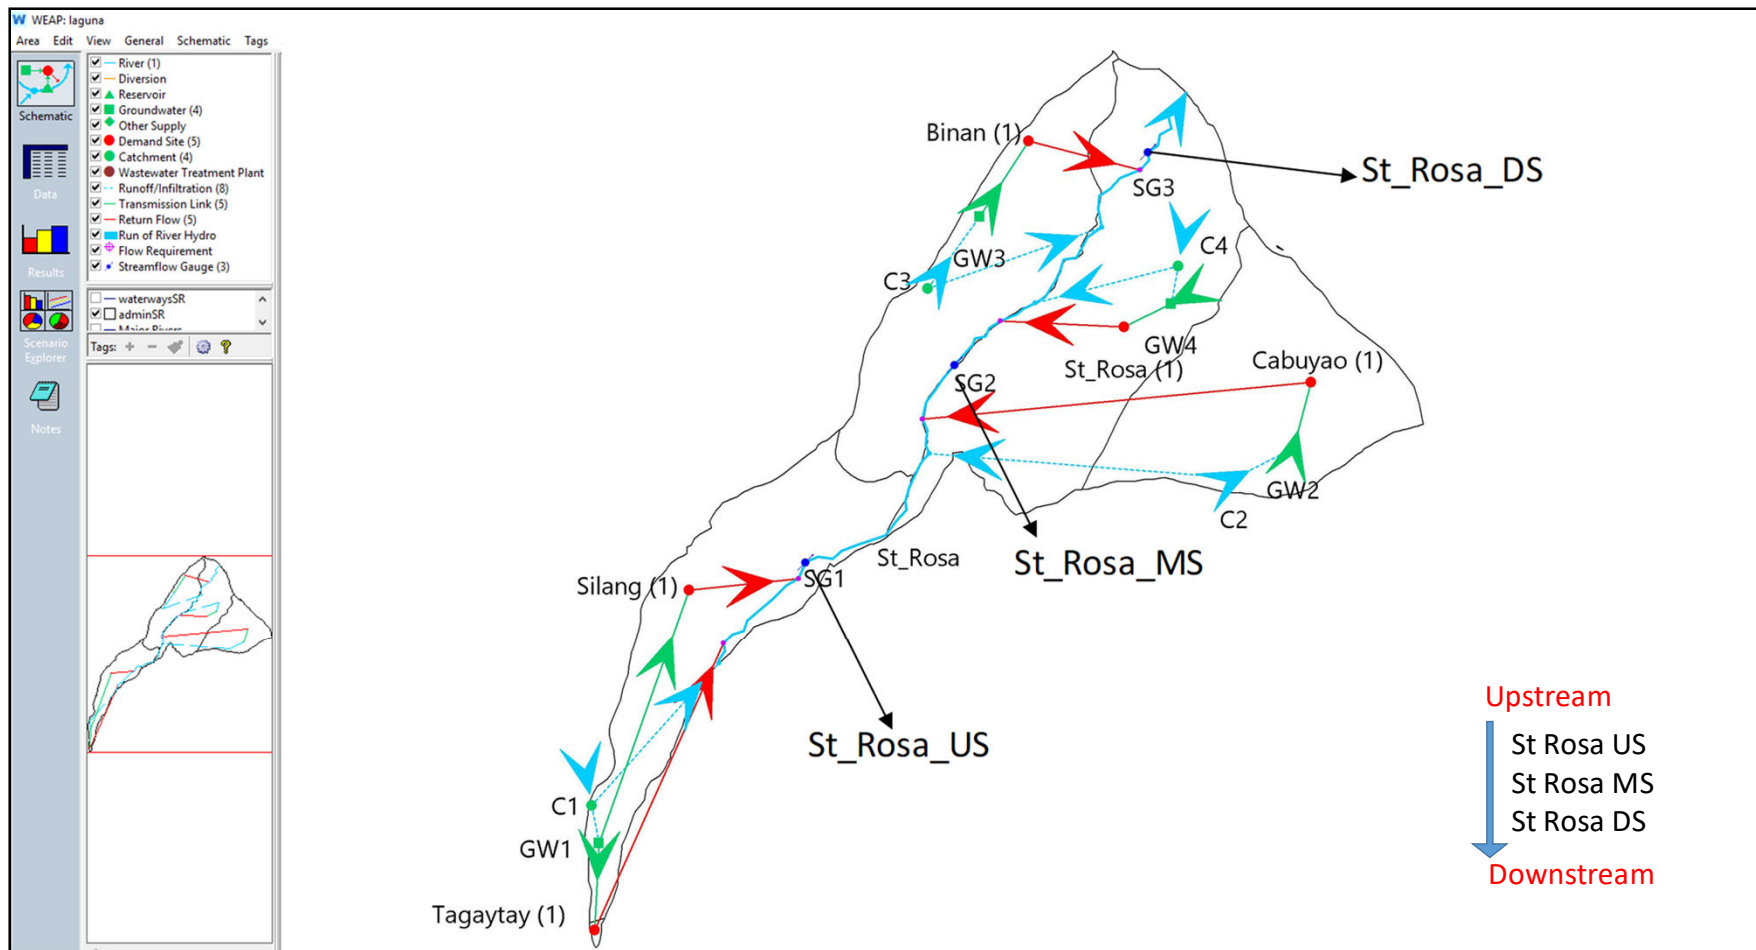 WEAP: laguna
Area Edit View General Schematic Tags
Schematic
Data
Results
Scenario
Explorer
Notes
River (1)
Diversion
Reservoir
Groundwater (4)
Other Supply
Demand Site (5)
Catchment (4)
Wastewater Treatment Plant
Runoff/Infiltration (8)
Transmission Link (5)
Return Flow (5)
Run of River Hydro
Flow Requirement
Streamflow Gauge (3)
waterwaysSR
adminSR
Major Rivers
Tags:
Binan (1)
St_Rosa_DS
SG3
C4
GW3
C3
GW4
St_Rosa (1)
Cabuyao (1)
SG2
GW2
C2
St_Rosa
St_Rosa_MS
Silang (1)
SG1
St_Rosa_US
C1
GW1
Tagaytay (1)
Upstream
St Rosa US
St Rosa MS
St Rosa DS
Downstream